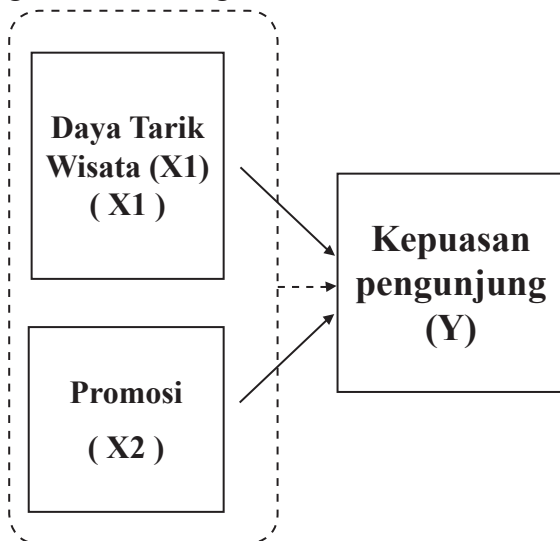 Daya Tarik
Wisata (X1)
( X1 )
Kepuasan
pengunjung
(Y)
Promosi
( X2 )